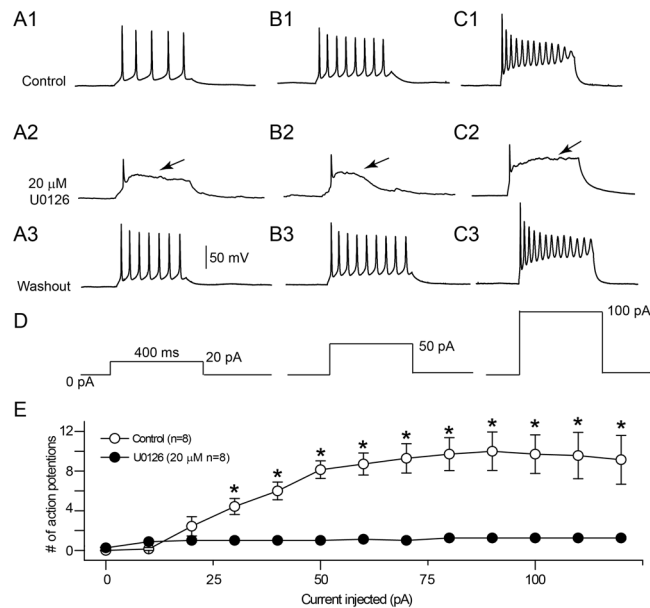 A1 B1 C1
Control
A2 B2 C2
20 µM
U0126
A3 B3 C3
50 mV
Washout
D
400 ms 20 pA 50 pA 100 pA
0 pA
E
12 * * * * * * * * * *
Control (n=8)
U0126 (20 µM n=8)
8
4
0
# of action potentions
0 25 50 75 100
Current injected (pA)